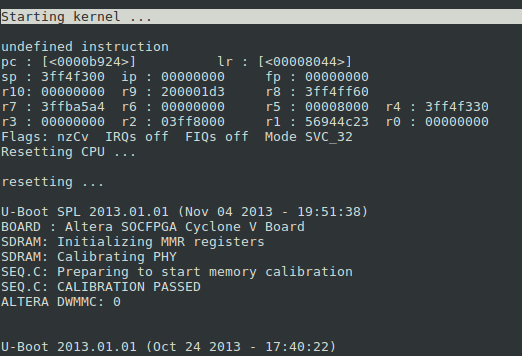 Starting kernel ...
undefined instruction
pc : [<0000b924>]          lr : [<00008044>]
sp : 3ff4f300  ip : 00000000     fp : 00000000
r10: 00000000  r9 : 200001d3     r8 : 3ff4ff60
r7 : 3ffba5a4  r6 : 00000000     r5 : 00008000  r4 : 3ff4f330
r3 : 00000000  r2 : 03ff8000     r1 : 56944c23  r0 : 00000000
Flags: nzCv  IRQs off  FIQs off  Mode SVC_32
Resetting CPU ...
resetting ...
U-Boot SPL 2013.01.01 (Nov 04 2013 - 19:51:38)
BOARD : Altera SOCFPGA Cyclone V Board
SDRAM: Initializing MMR registers
SDRAM: Calibrating PHY
SEQ.C: Preparing to start memory calibration
SEQ.C: CALIBRATION PASSED
ALTERA DWMMC: 0
U-Boot 2013.01.01 (Oct 24 2013 - 17:40:22)